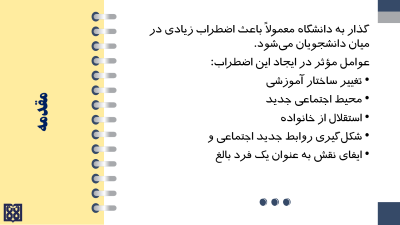 مقدمه
گذار به دانشگاه معمولاً باعث اضطراب زیادی در
میان دانشجویان می‌شود.
عوامل مؤثر در ایجاد این اضطراب:
• تغییر ساختار آموزشی
• محیط اجتماعی جدید
• استقلال از خانواده
• شکل‌گیری روابط جدید اجتماعی و
• ایفای نقش به عنوان یک فرد بالغ